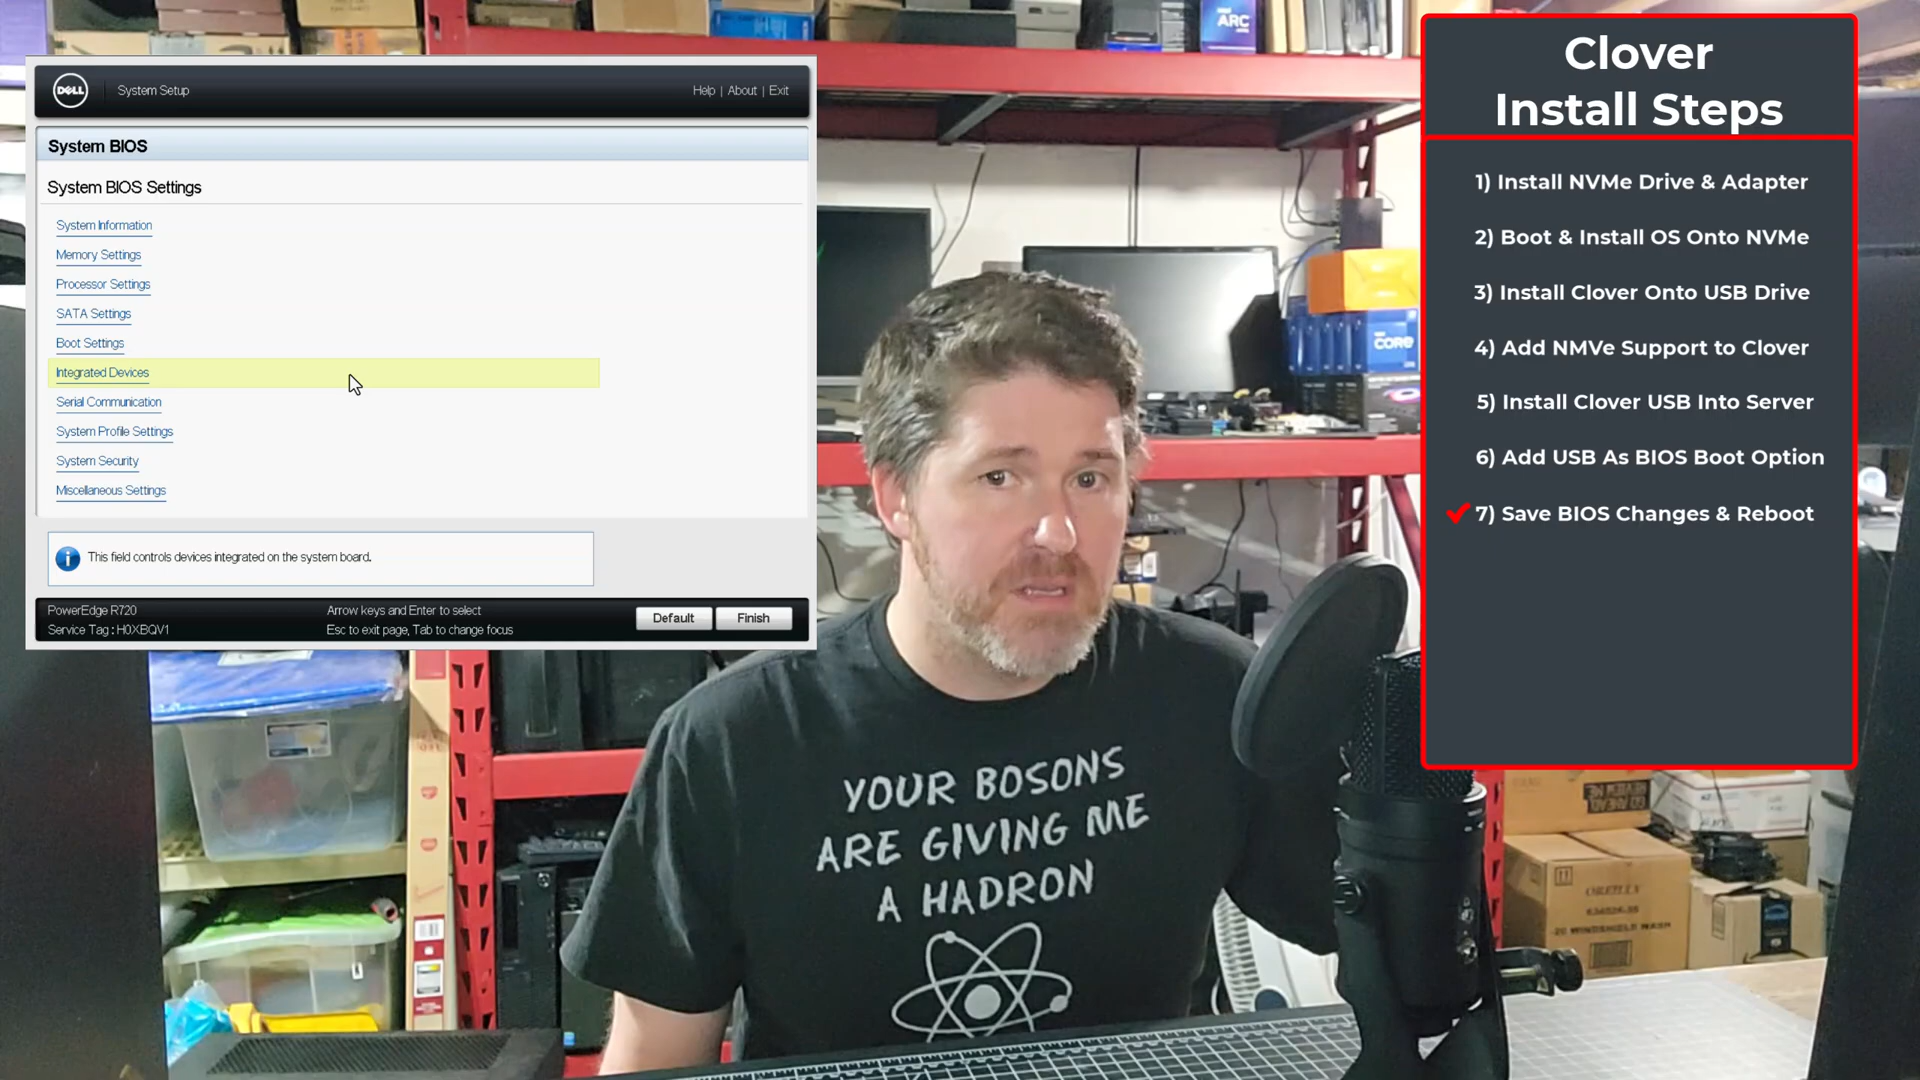 DELL
System Setup
Help | About | Exit
System BIOS
System BIOS Settings
System Information
Memory Settings
Processor Settings
SATA Settings
Boot Settings
Integrated Devices
Serial Communication
System Profile Settings
System Security
Miscellaneous Settings
This field controls devices integrated on the system board.
PowerEdge R720
Service Tag : H0XBQV1
Arrow keys and Enter to select
Esc to exit page, Tab to change focus
Default
Finish
Clover
Install Steps
1) Install NVMe Drive & Adapter
2) Boot & Install OS Onto NVMe
3) Install Clover Onto USB Drive
4) Add NMVe Support to Clover
5) Install Clover USB Into Server
6) Add USB As BIOS Boot Option
7) Save BIOS Changes & Reboot
YOUR BOSONS
ARE GIVING ME
A HADRON
ARC
CORE